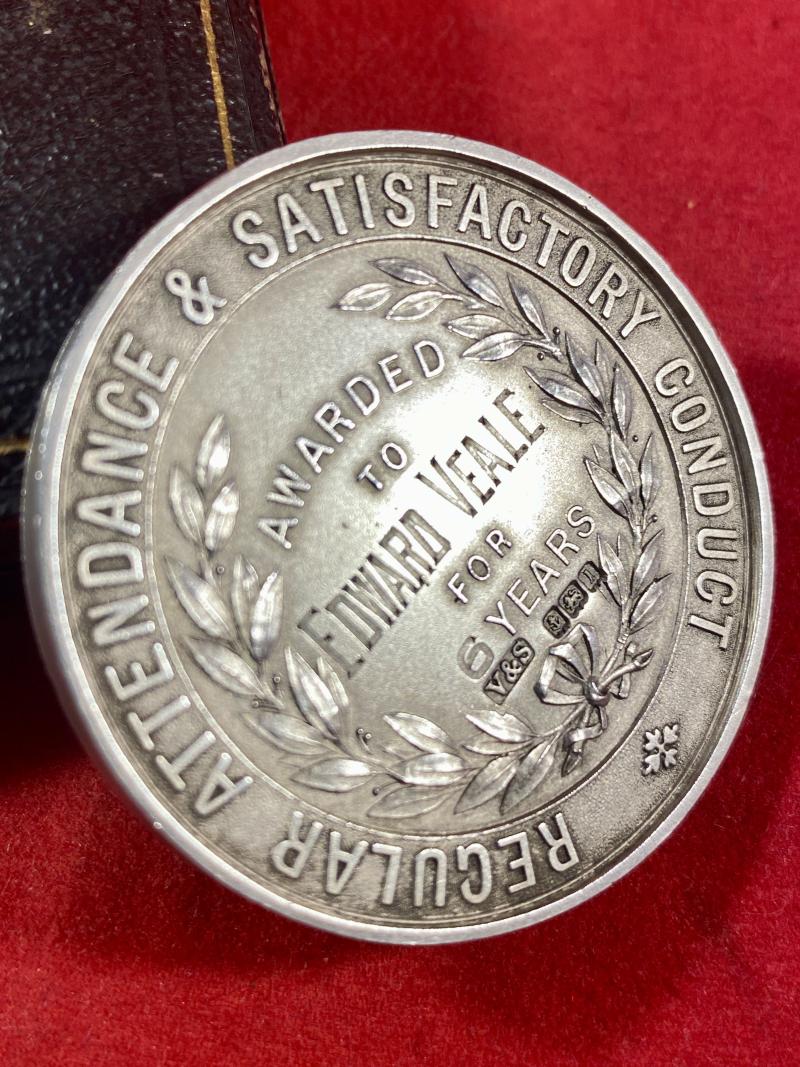 REGULAR ATTENDANCE & SATISFACTORY CONDUCT
AWARDED
TO
EDWARD VEALE
FOR
6 YEARS
V&S